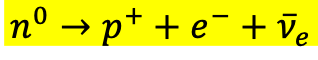 n⁰ → p⁺ + e⁻ + ν̄ₑ